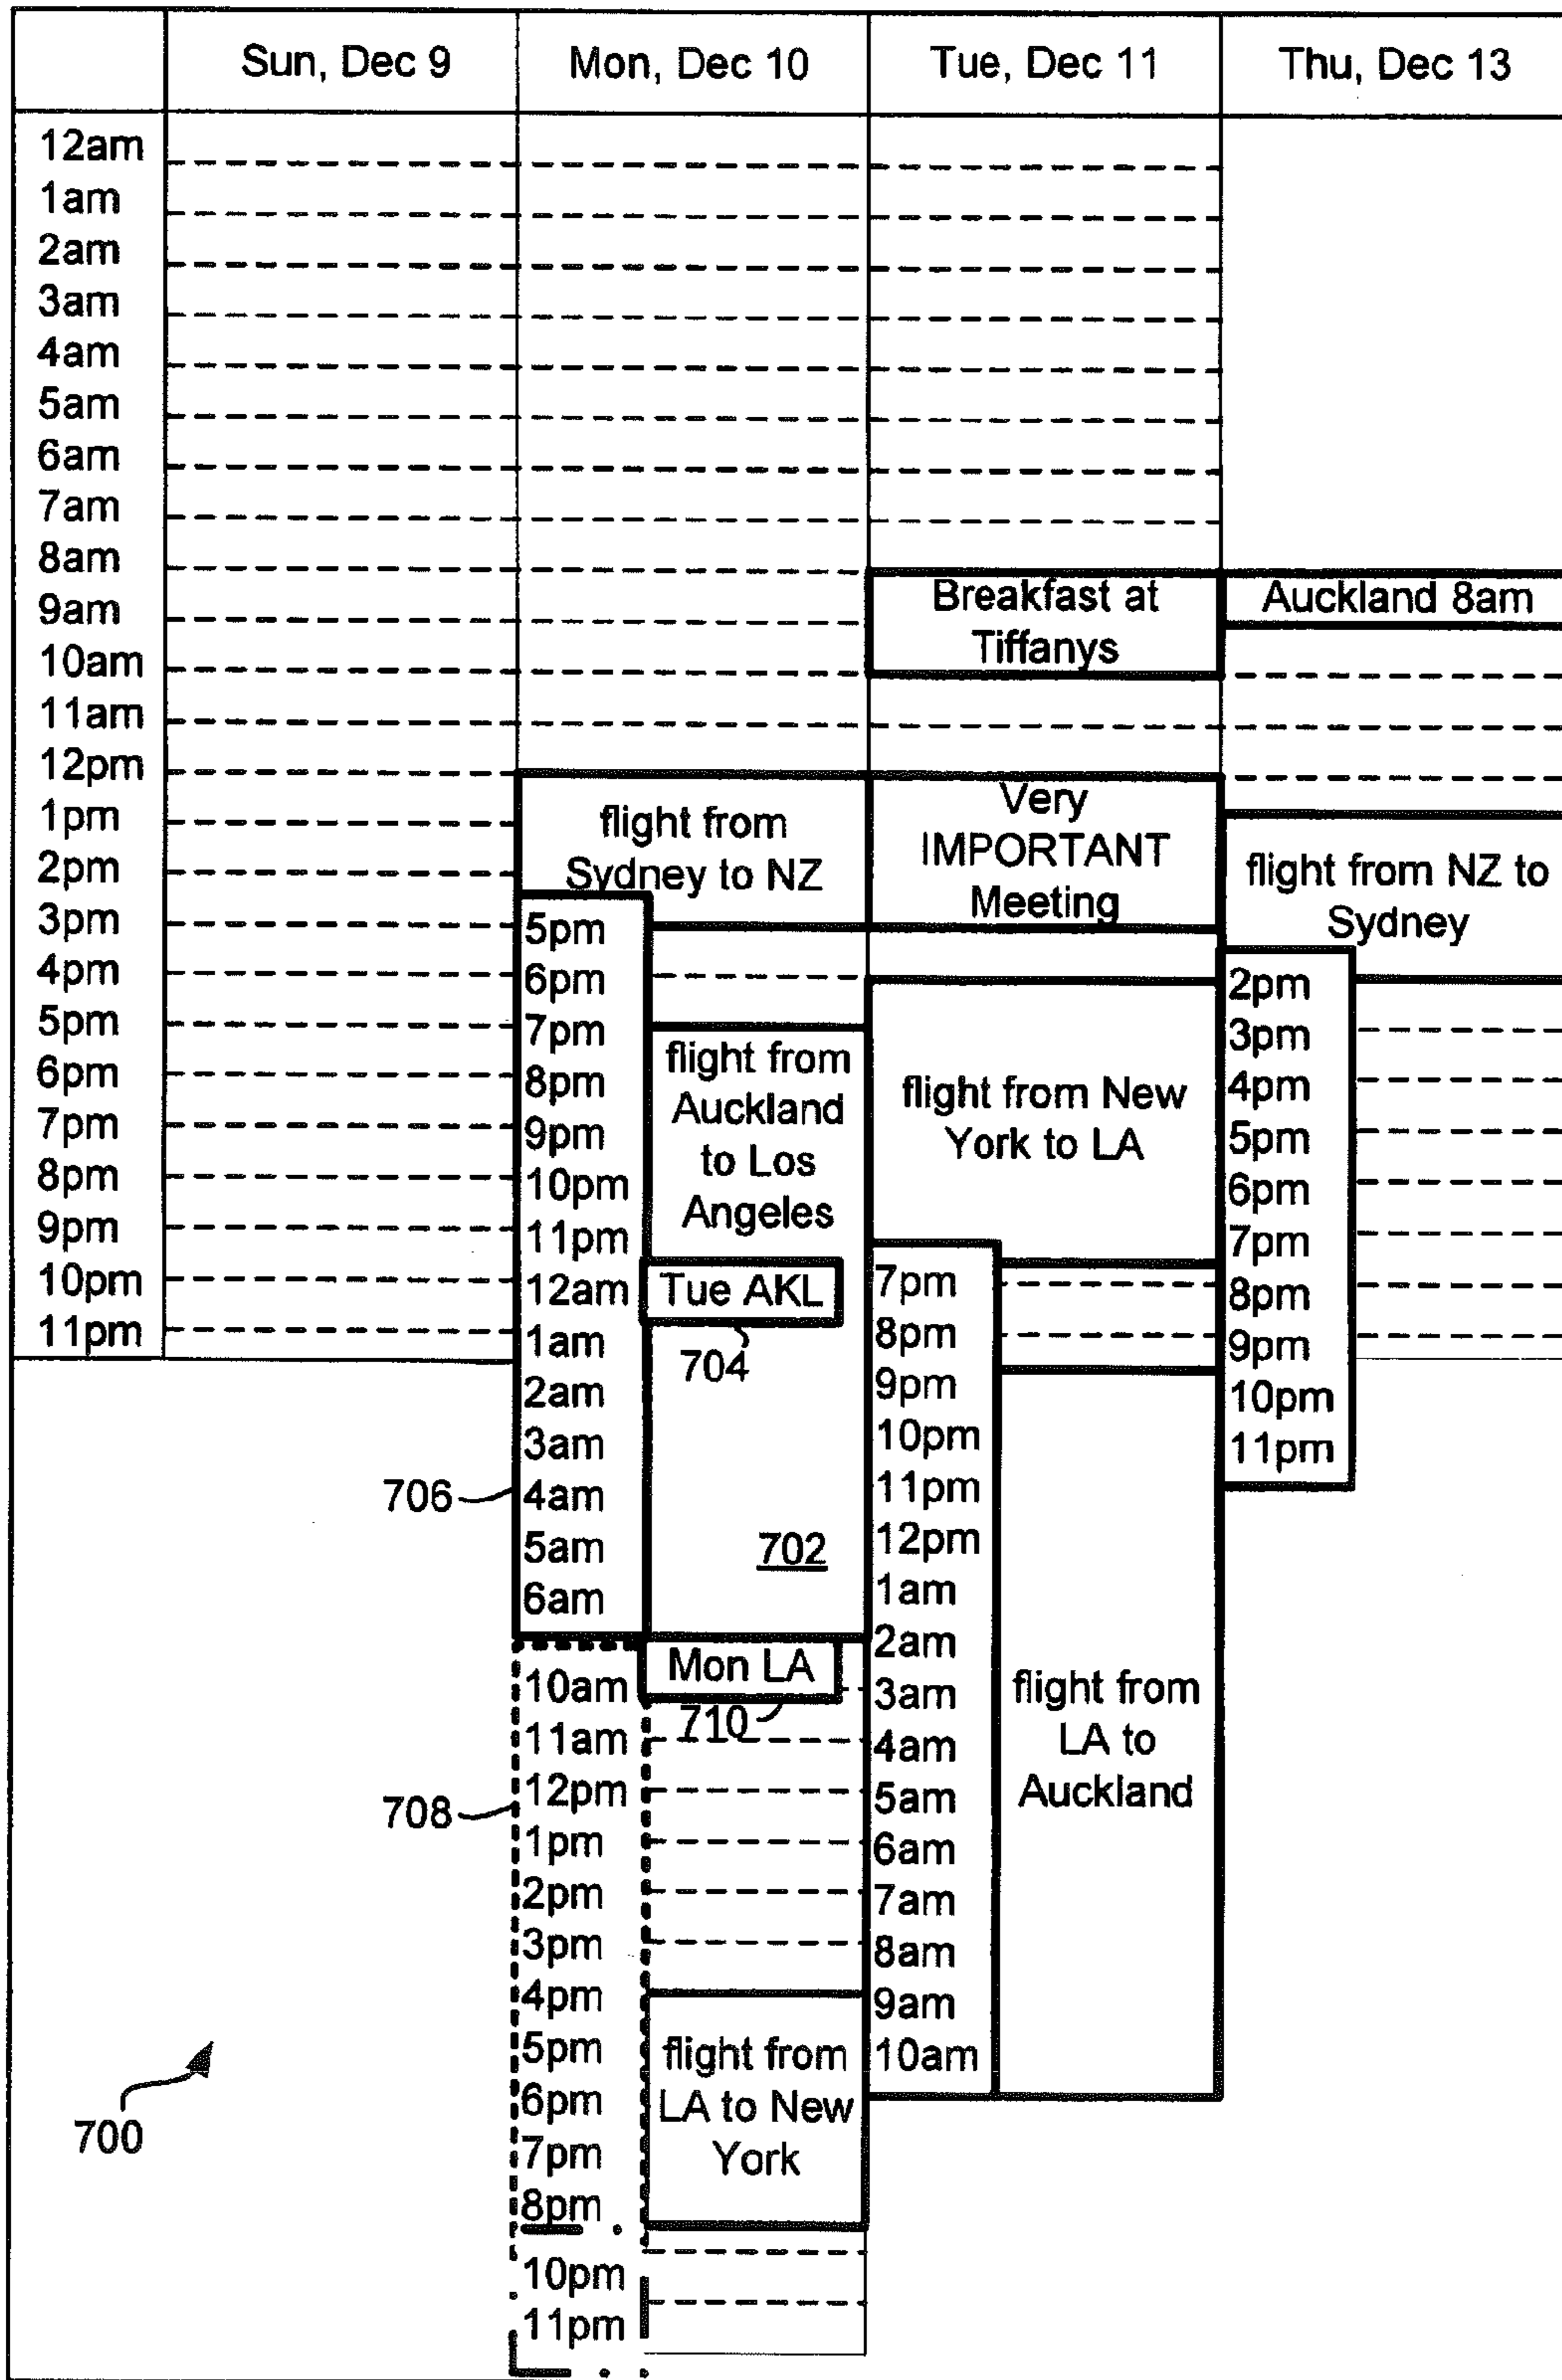 Sun, Dec 9
Mon, Dec 10
Tue, Dec 11
Thu, Dec 13
12am
1am
2am
3am
4am
5am
6am
7am
8am
9am
10am
11am
12pm
1pm
2pm
3pm
4pm
5pm
6pm
7pm
8pm
9pm
10pm
11pm
flight from
Sydney to NZ
5pm
6pm
7pm
8pm
9pm
10pm
11pm
12am
1am
2am
3am
4am
5am
6am
flight from
Auckland
to Los
Angeles
Tue AKL
704
702
706
Mon LA
710
10am
11am
12pm
1pm
2pm
3pm
4pm
5pm
6pm
7pm
8pm
10pm
11pm
708
flight from
LA to New
York
Breakfast at
Tiffanys
Very
IMPORTANT
Meeting
flight from New
York to LA
7pm
8pm
9pm
10pm
11pm
12pm
1am
2am
3am
4am
5am
6am
7am
8am
9am
10am
flight from
LA to
Auckland
Auckland 8am
flight from NZ to
Sydney
2pm
3pm
4pm
5pm
6pm
7pm
8pm
9pm
10pm
11pm
700